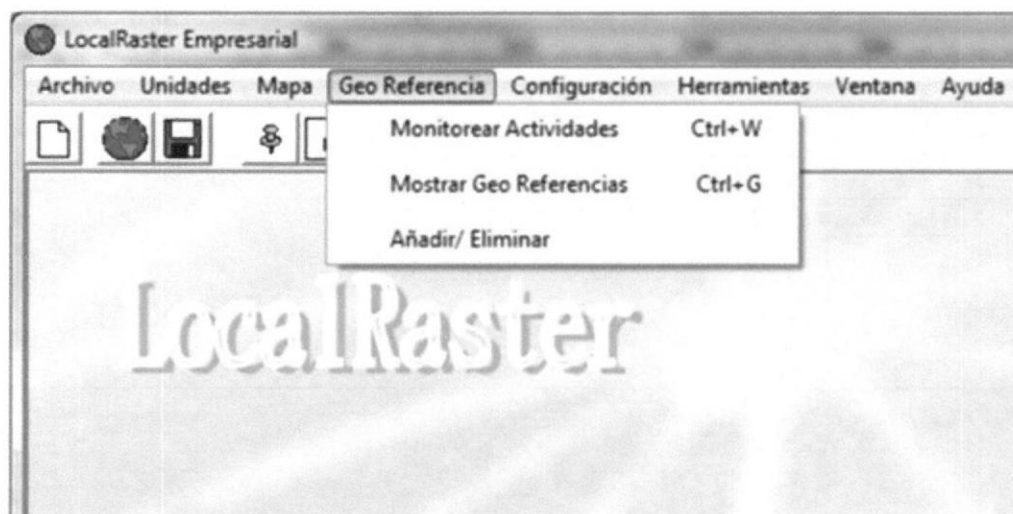 LocalRaster Empresarial
Archivo Unidades Mapa Geo Referencia Configuración Herramientas Ventana Ayuda
Monitorear Actividades Ctrl+W
Mostrar Geo Referencias Ctrl+G
Añadir/ Eliminar
LocalRaster